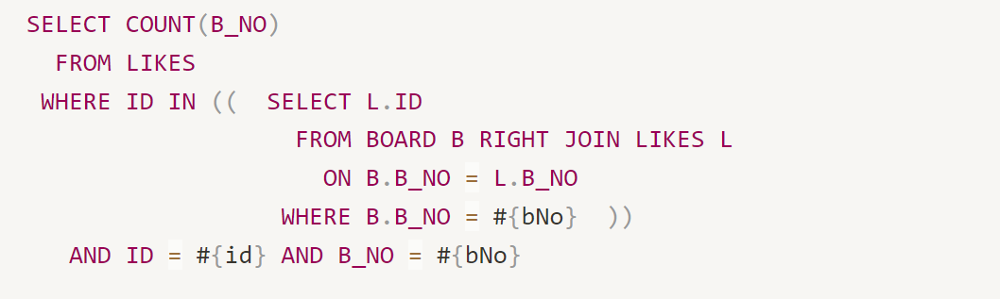 SELECT COUNT(B_NO)
FROM LIKES
WHERE ID IN ((  SELECT L.ID
FROM BOARD B RIGHT JOIN LIKES L
ON B.B_NO = L.B_NO
WHERE B.B_NO = #{bNo}  ))
AND ID = #{id} AND B_NO = #{bNo}